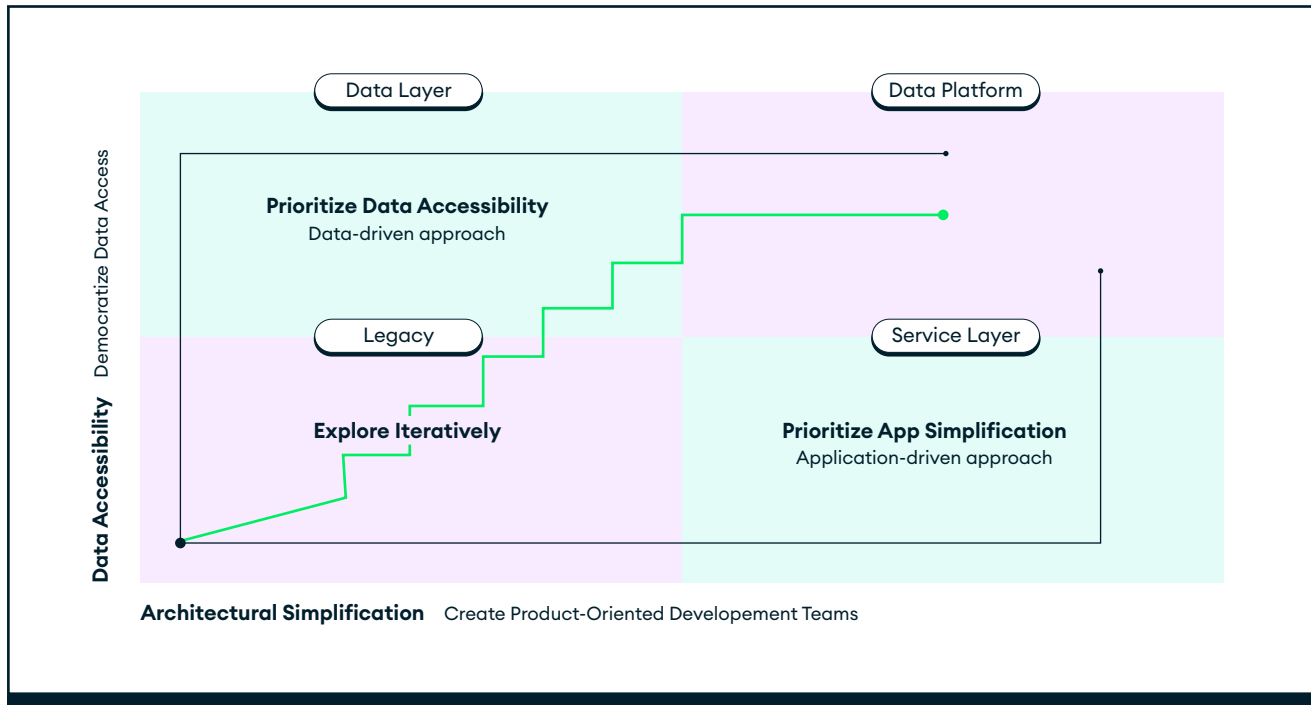 Data Layer
Data Platform
Prioritize Data Accessibility
Data-driven approach
Legacy
Service Layer
Explore Iteratively
Prioritize App Simplification
Application-driven approach
Data Accessibility Democratize Data Access
Architectural Simplification Create Product-Oriented Developement Teams